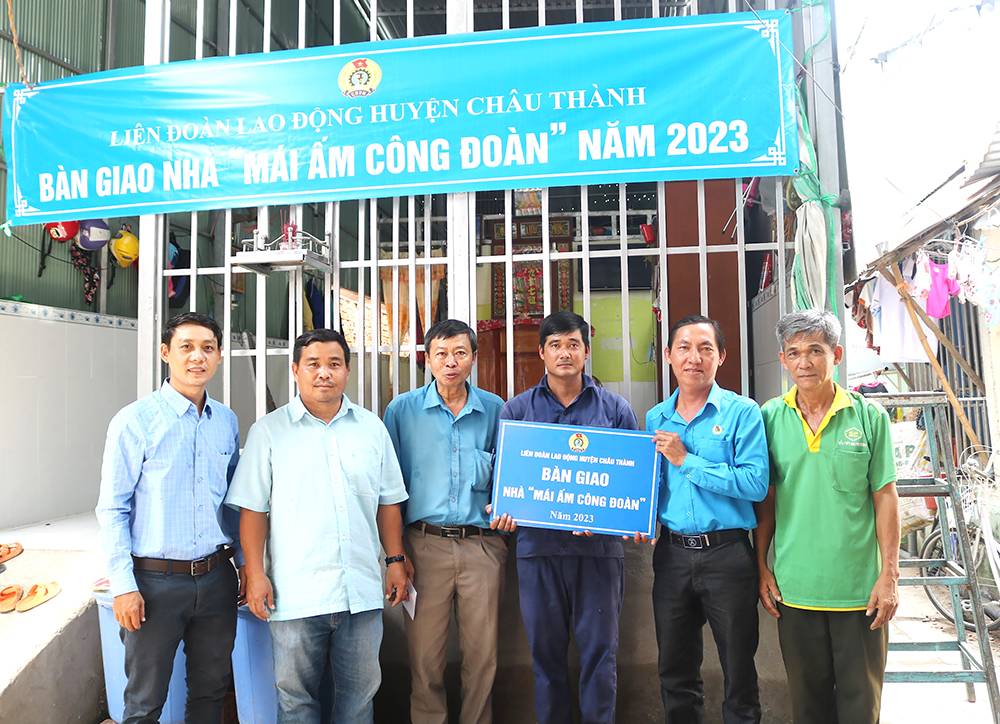 LIÊN ĐOÀN LAO ĐỘNG HUYỆN CHÂU THÀNH
BÀN GIAO NHÀ “MÁI ẤM CÔNG ĐOÀN” NĂM 2023
LIÊN ĐOÀN LAO ĐỘNG HUYỆN CHÂU THÀNH
BÀN GIAO
NHÀ “MÁI ẤM CÔNG ĐOÀN”
Năm 2023